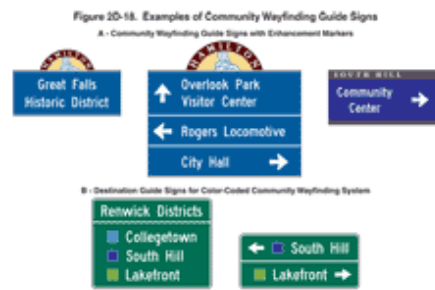 Figure 2D-18. Examples of Community Wayfinding Guide Signs
A - Community Wayfinding Guide Signs with Enhancement Markers
HAMILTON
Great Falls
Historic District
HAMILTON
Overlook Park
Visitor Center
Rogers Locomotive
City Hall
SOUTH HILL
Community
Center
B - Destination Guide Signs for Color-Coded Community Wayfinding System
Renwick Districts
Collegetown
South Hill
Lakefront
South Hill
Lakefront